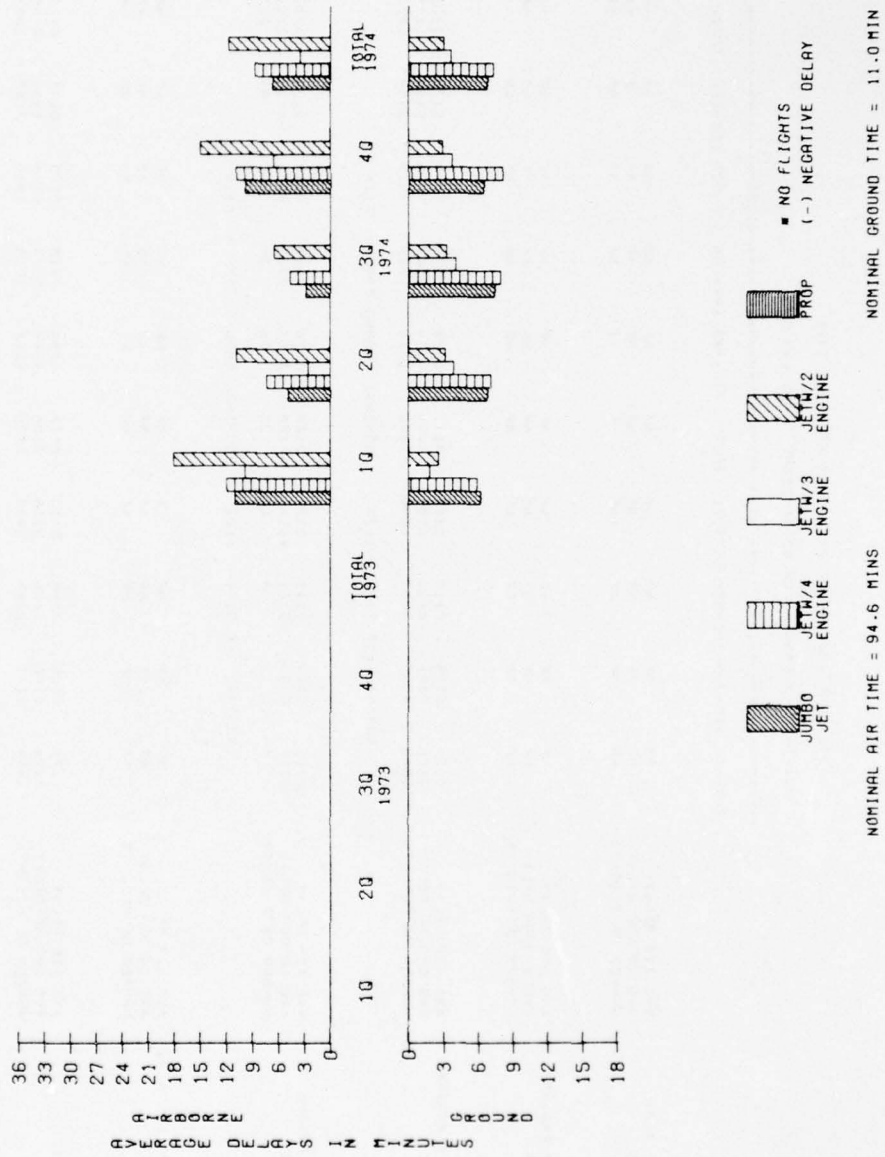 AVERAGE DELAYS IN MINUTES
AIRBORNE
36
33
30
27
24
21
18
15
12
9
6
3
0
1Q 2Q 3Q 4Q TOTAL 1Q 2Q 3Q 4Q TOTAL
1973 1973 1974 1974
GROUND
0
3
6
9
12
15
18
JUMBO JET
JETW/4 ENGINE
JETW/3 ENGINE
JETW/2 ENGINE
PROP
■ NO FLIGHTS
(-) NEGATIVE DELAY
NOMINAL AIR TIME = 94.6 MINS
NOMINAL GROUND TIME = 11.0 MIN